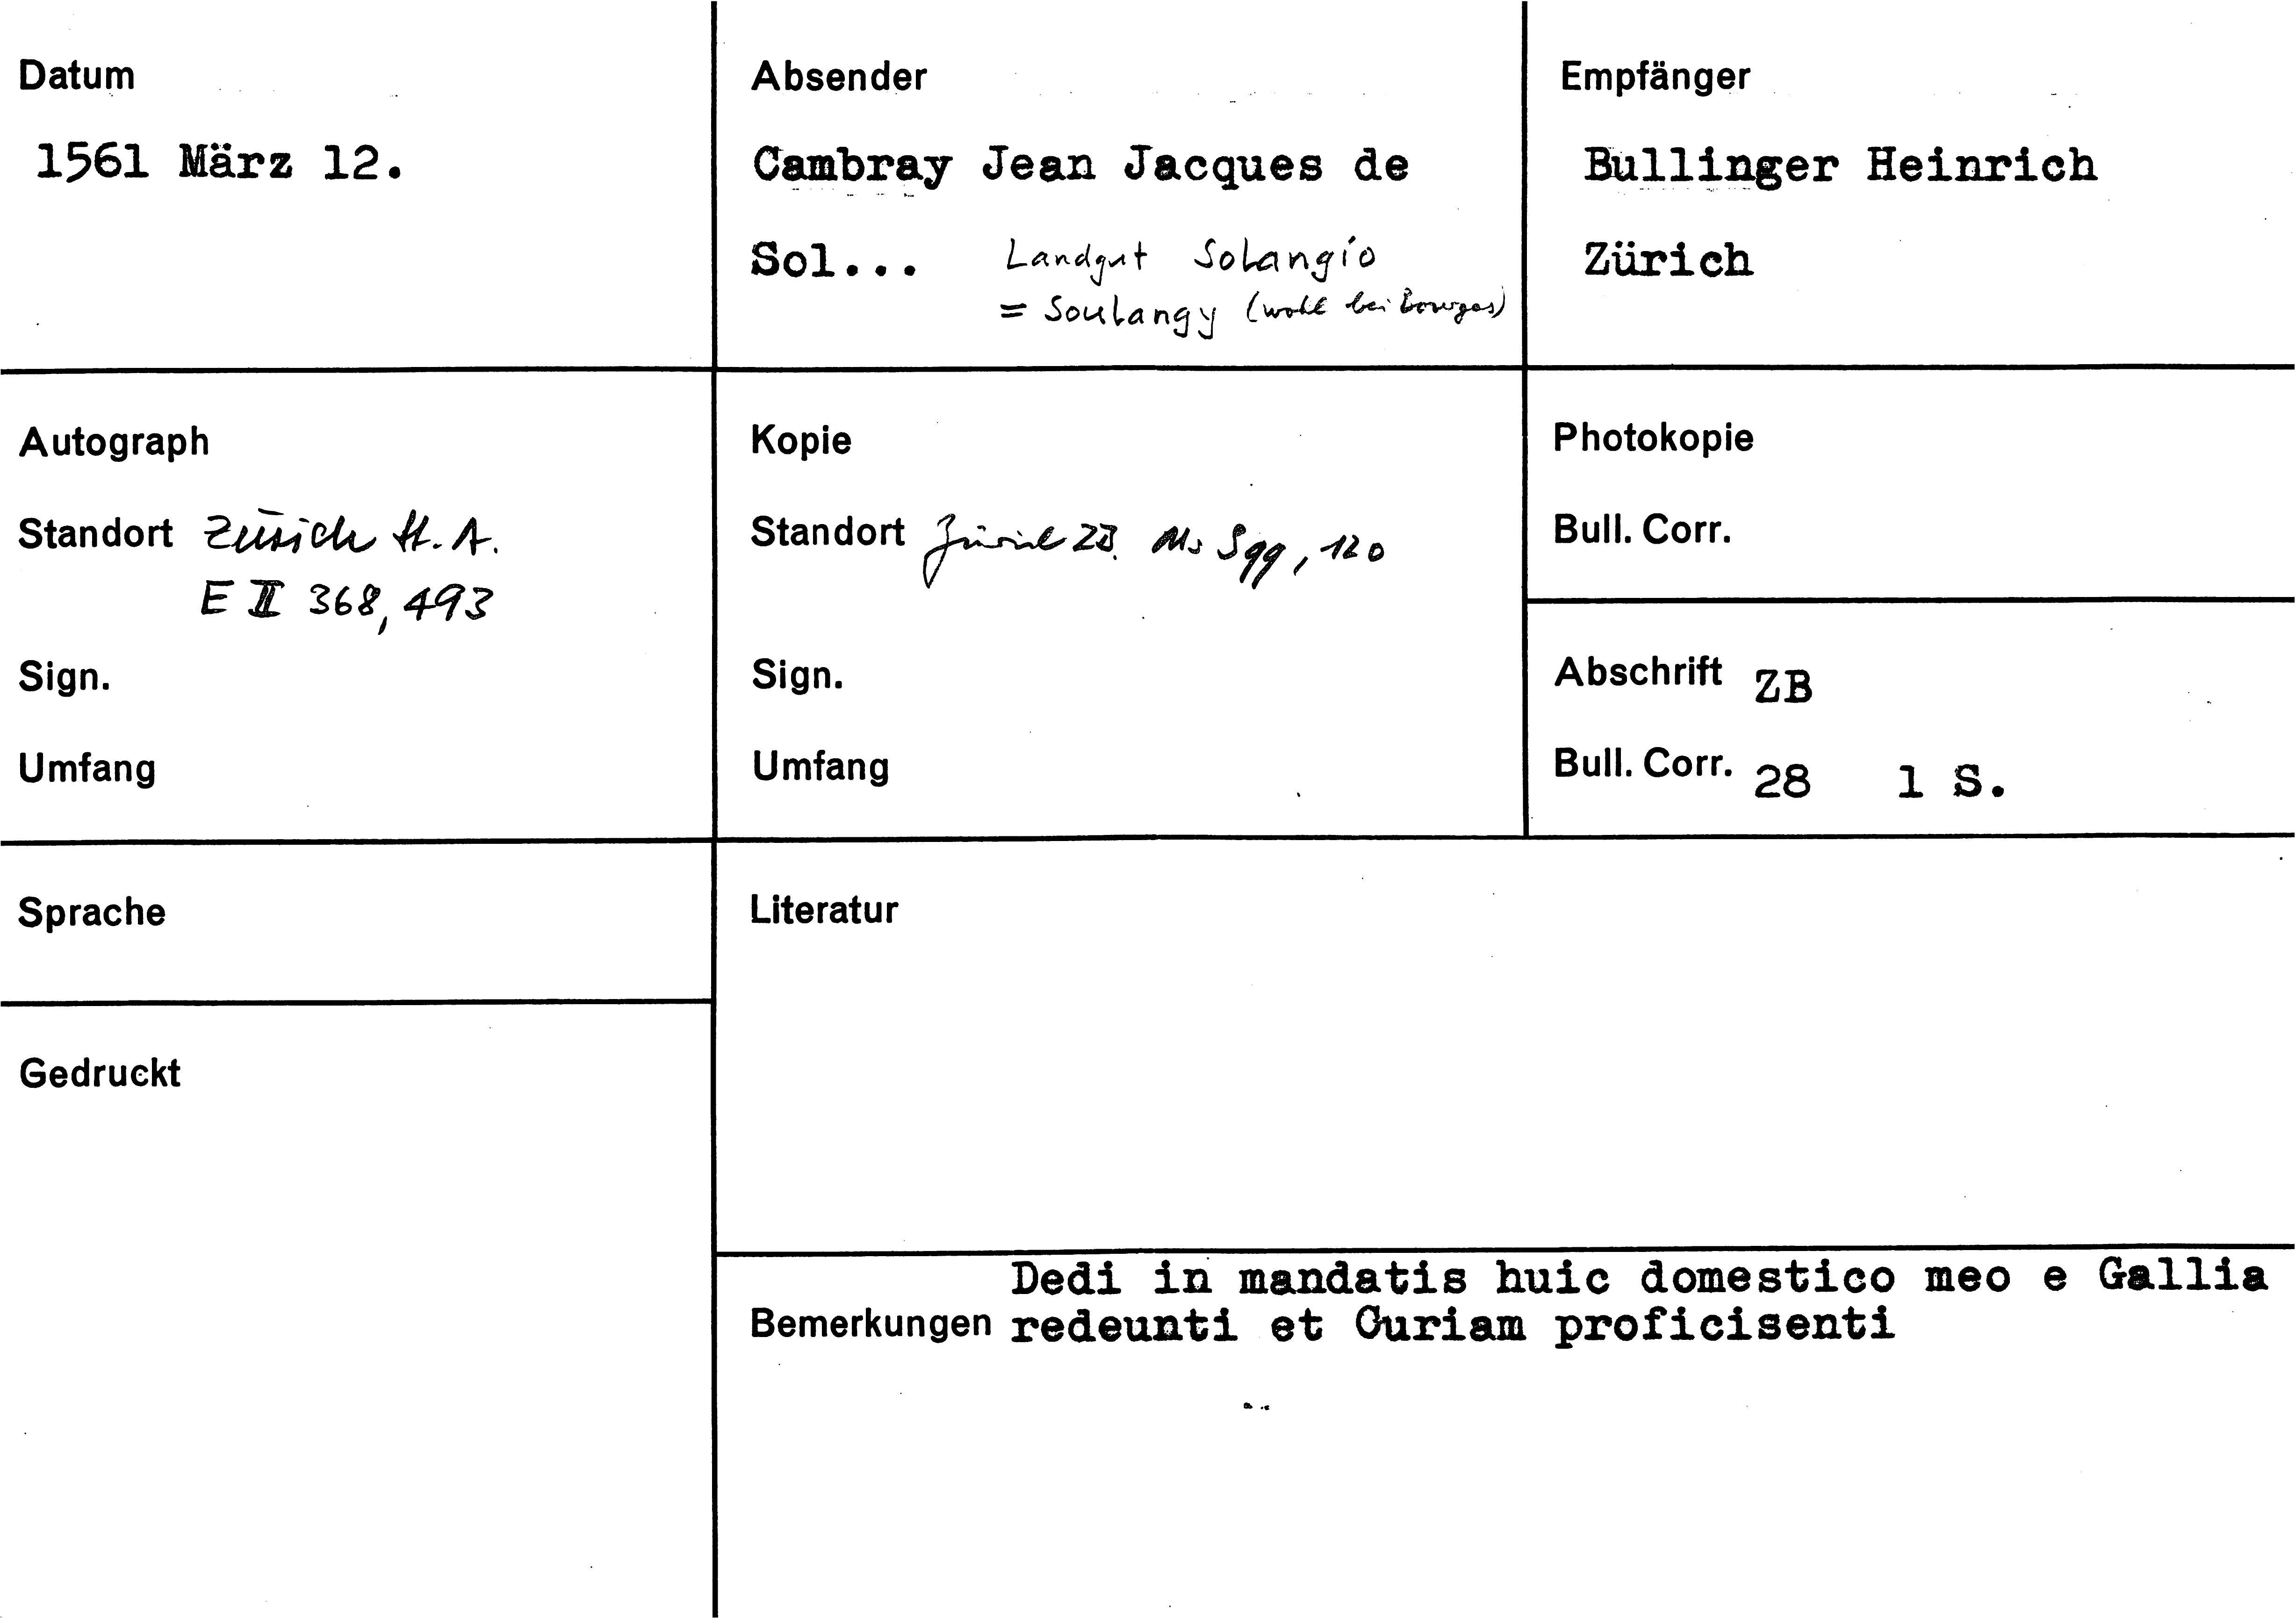 Datum
1561 März 12.
Absender
Cambray Jean Jacques de
Sol... Landgut Solangio
= Soulangy (wohl bei Bourges)
Empfänger
Bullinger Heinrich
Zürich
Autograph
Standort Zürich St. A.
E II 368, 493
Sign.
Umfang
Kopie
Standort Zürich ZB. Ms S 99, 120
Sign.
Umfang
Photokopie
Bull. Corr.
Abschrift ZB
Bull. Corr. 28 1 S.
Sprache
Gedruckt
Literatur
Dedi in mandatis huic domestico meo e Gallia
Bemerkungen redeunti et Curiam proficisenti